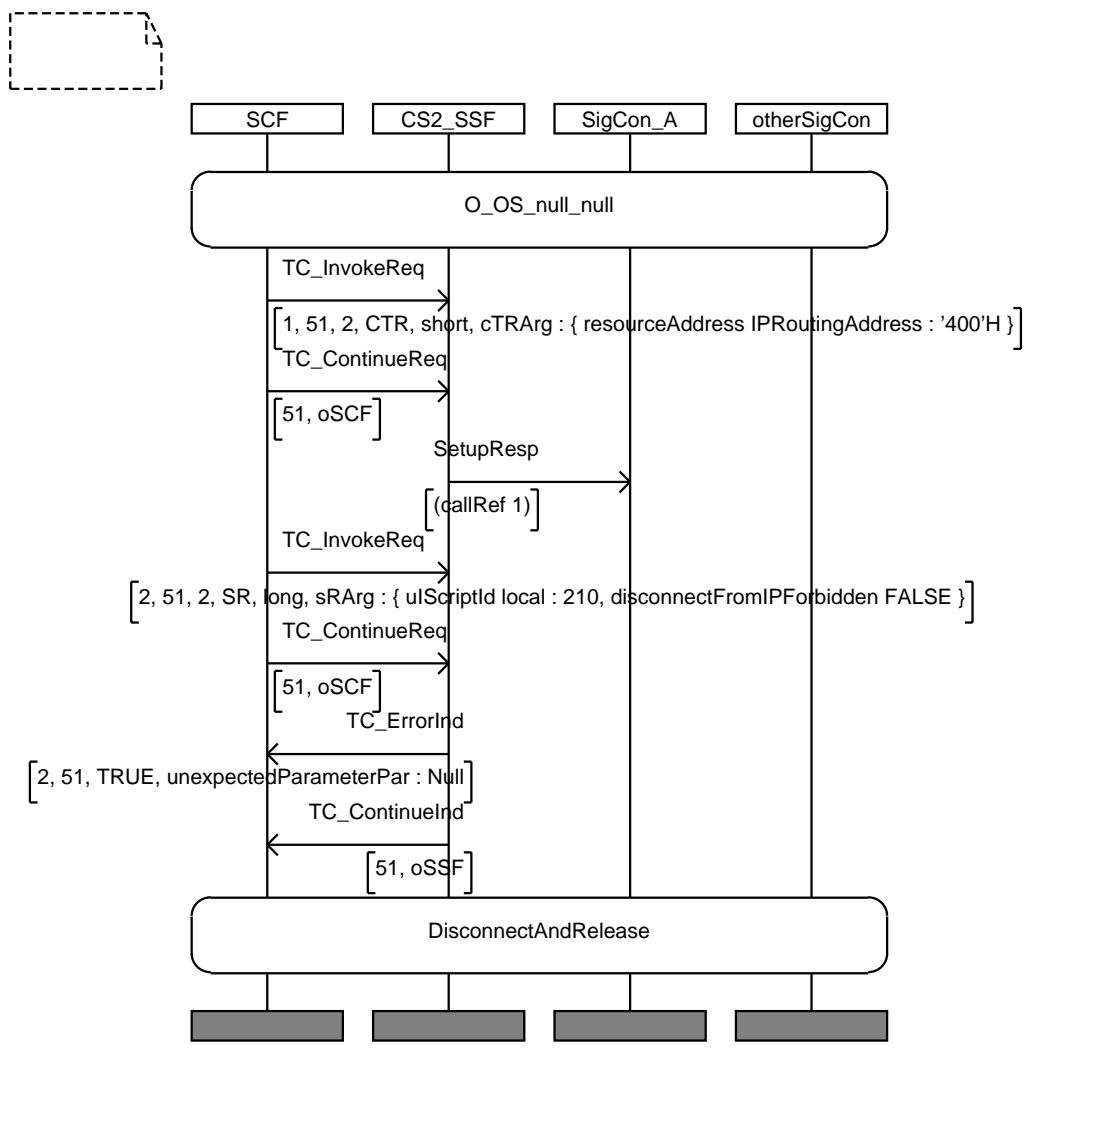 SCF CS2_SSF SigCon_A otherSigCon
O_OS_null_null
TC_InvokeReq
1, 51, 2, CTR, short, cTRArg : { resourceAddress IPRoutingAddress : ’400’H }
TC_ContinueReq
51, oSCF
SetupResp
(callRef 1)
TC_InvokeReq
2, 51, 2, SR, long, sRArg : { uIScriptId local : 210, disconnectFromIPForbidden FALSE }
TC_ContinueReq
51, oSCF
TC_ErrorInd
2, 51, TRUE, unexpectedParameterPar : Null
TC_ContinueInd
51, oSSF
DisconnectAndRelease